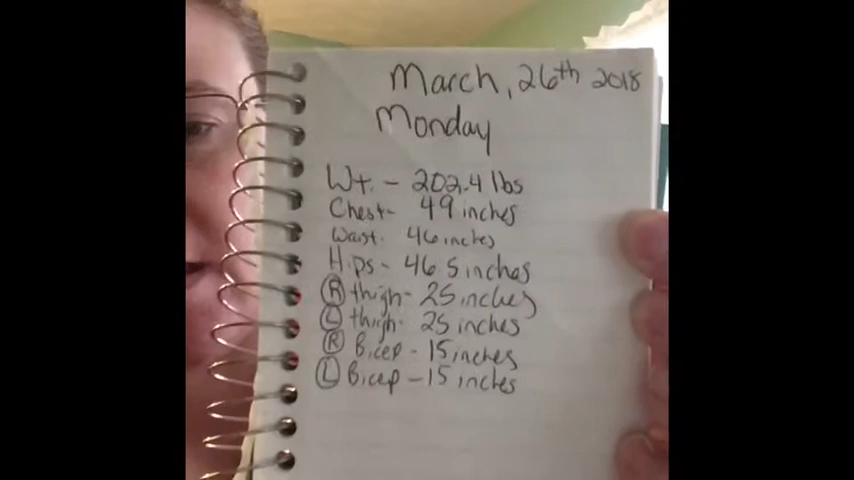 March, 26th 2018
Monday
Wt. - 202.4 lbs
Chest- 49 inches
Waist- 46 inches
Hips - 46.5 inches
Ⓡ thigh- 25 inches
Ⓛ thigh- 25 inches
Ⓡ Bicep - 15 inches
Ⓛ Bicep - 15 inches